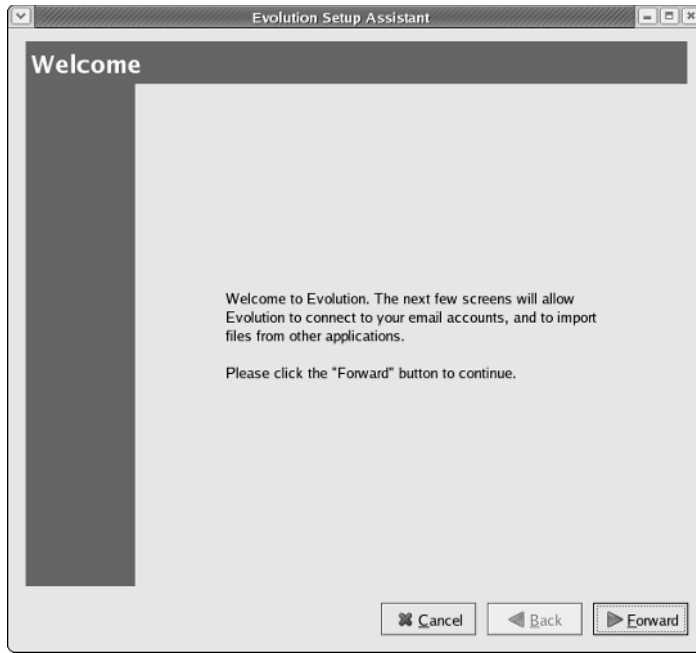 Evolution Setup Assistant
Welcome
Welcome to Evolution. The next few screens will allow
Evolution to connect to your email accounts, and to import
files from other applications.
Please click the "Forward" button to continue.
Cancel
Back
Forward